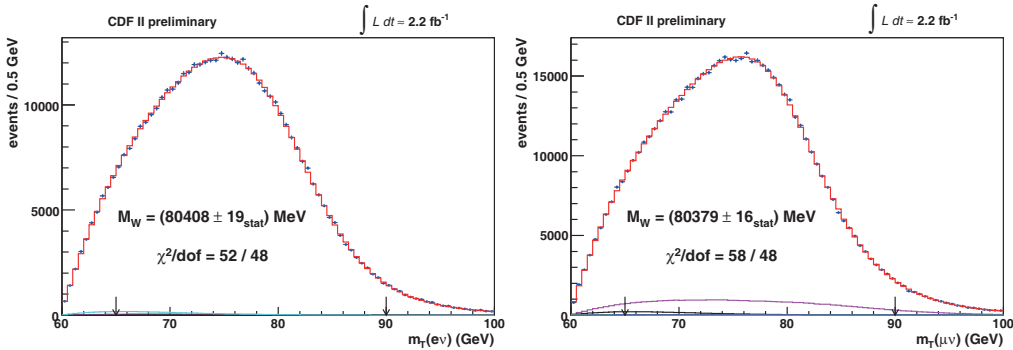 CDF II preliminary
∫ L dt ≈ 2.2 fb⁻¹
events / 0.5 GeV
10000
5000
0
M_W = (80408 ± 19_stat) MeV
χ²/dof = 52 / 48
60 70 80 90 100
m_T(eν) (GeV)
CDF II preliminary
∫ L dt ≈ 2.2 fb⁻¹
events / 0.5 GeV
15000
10000
5000
0
M_W = (80379 ± 16_stat) MeV
χ²/dof = 58 / 48
60 70 80 90 100
m_T(μν) (GeV)